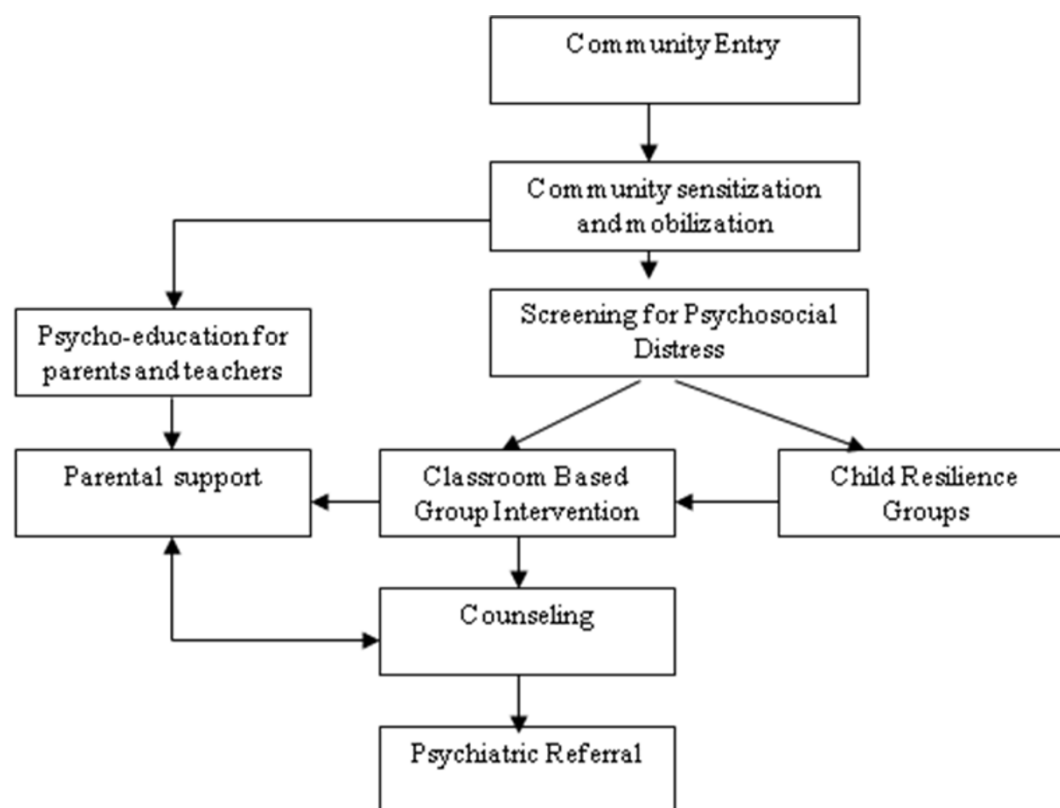 Community Entry
Community sensitization
and mobilization
Screening for Psychosocial
Distress
Psycho-education for
parents and teachers
Parental support
Classroom Based
Group Intervention
Child Resilience
Groups
Counseling
Psychiatric Referral